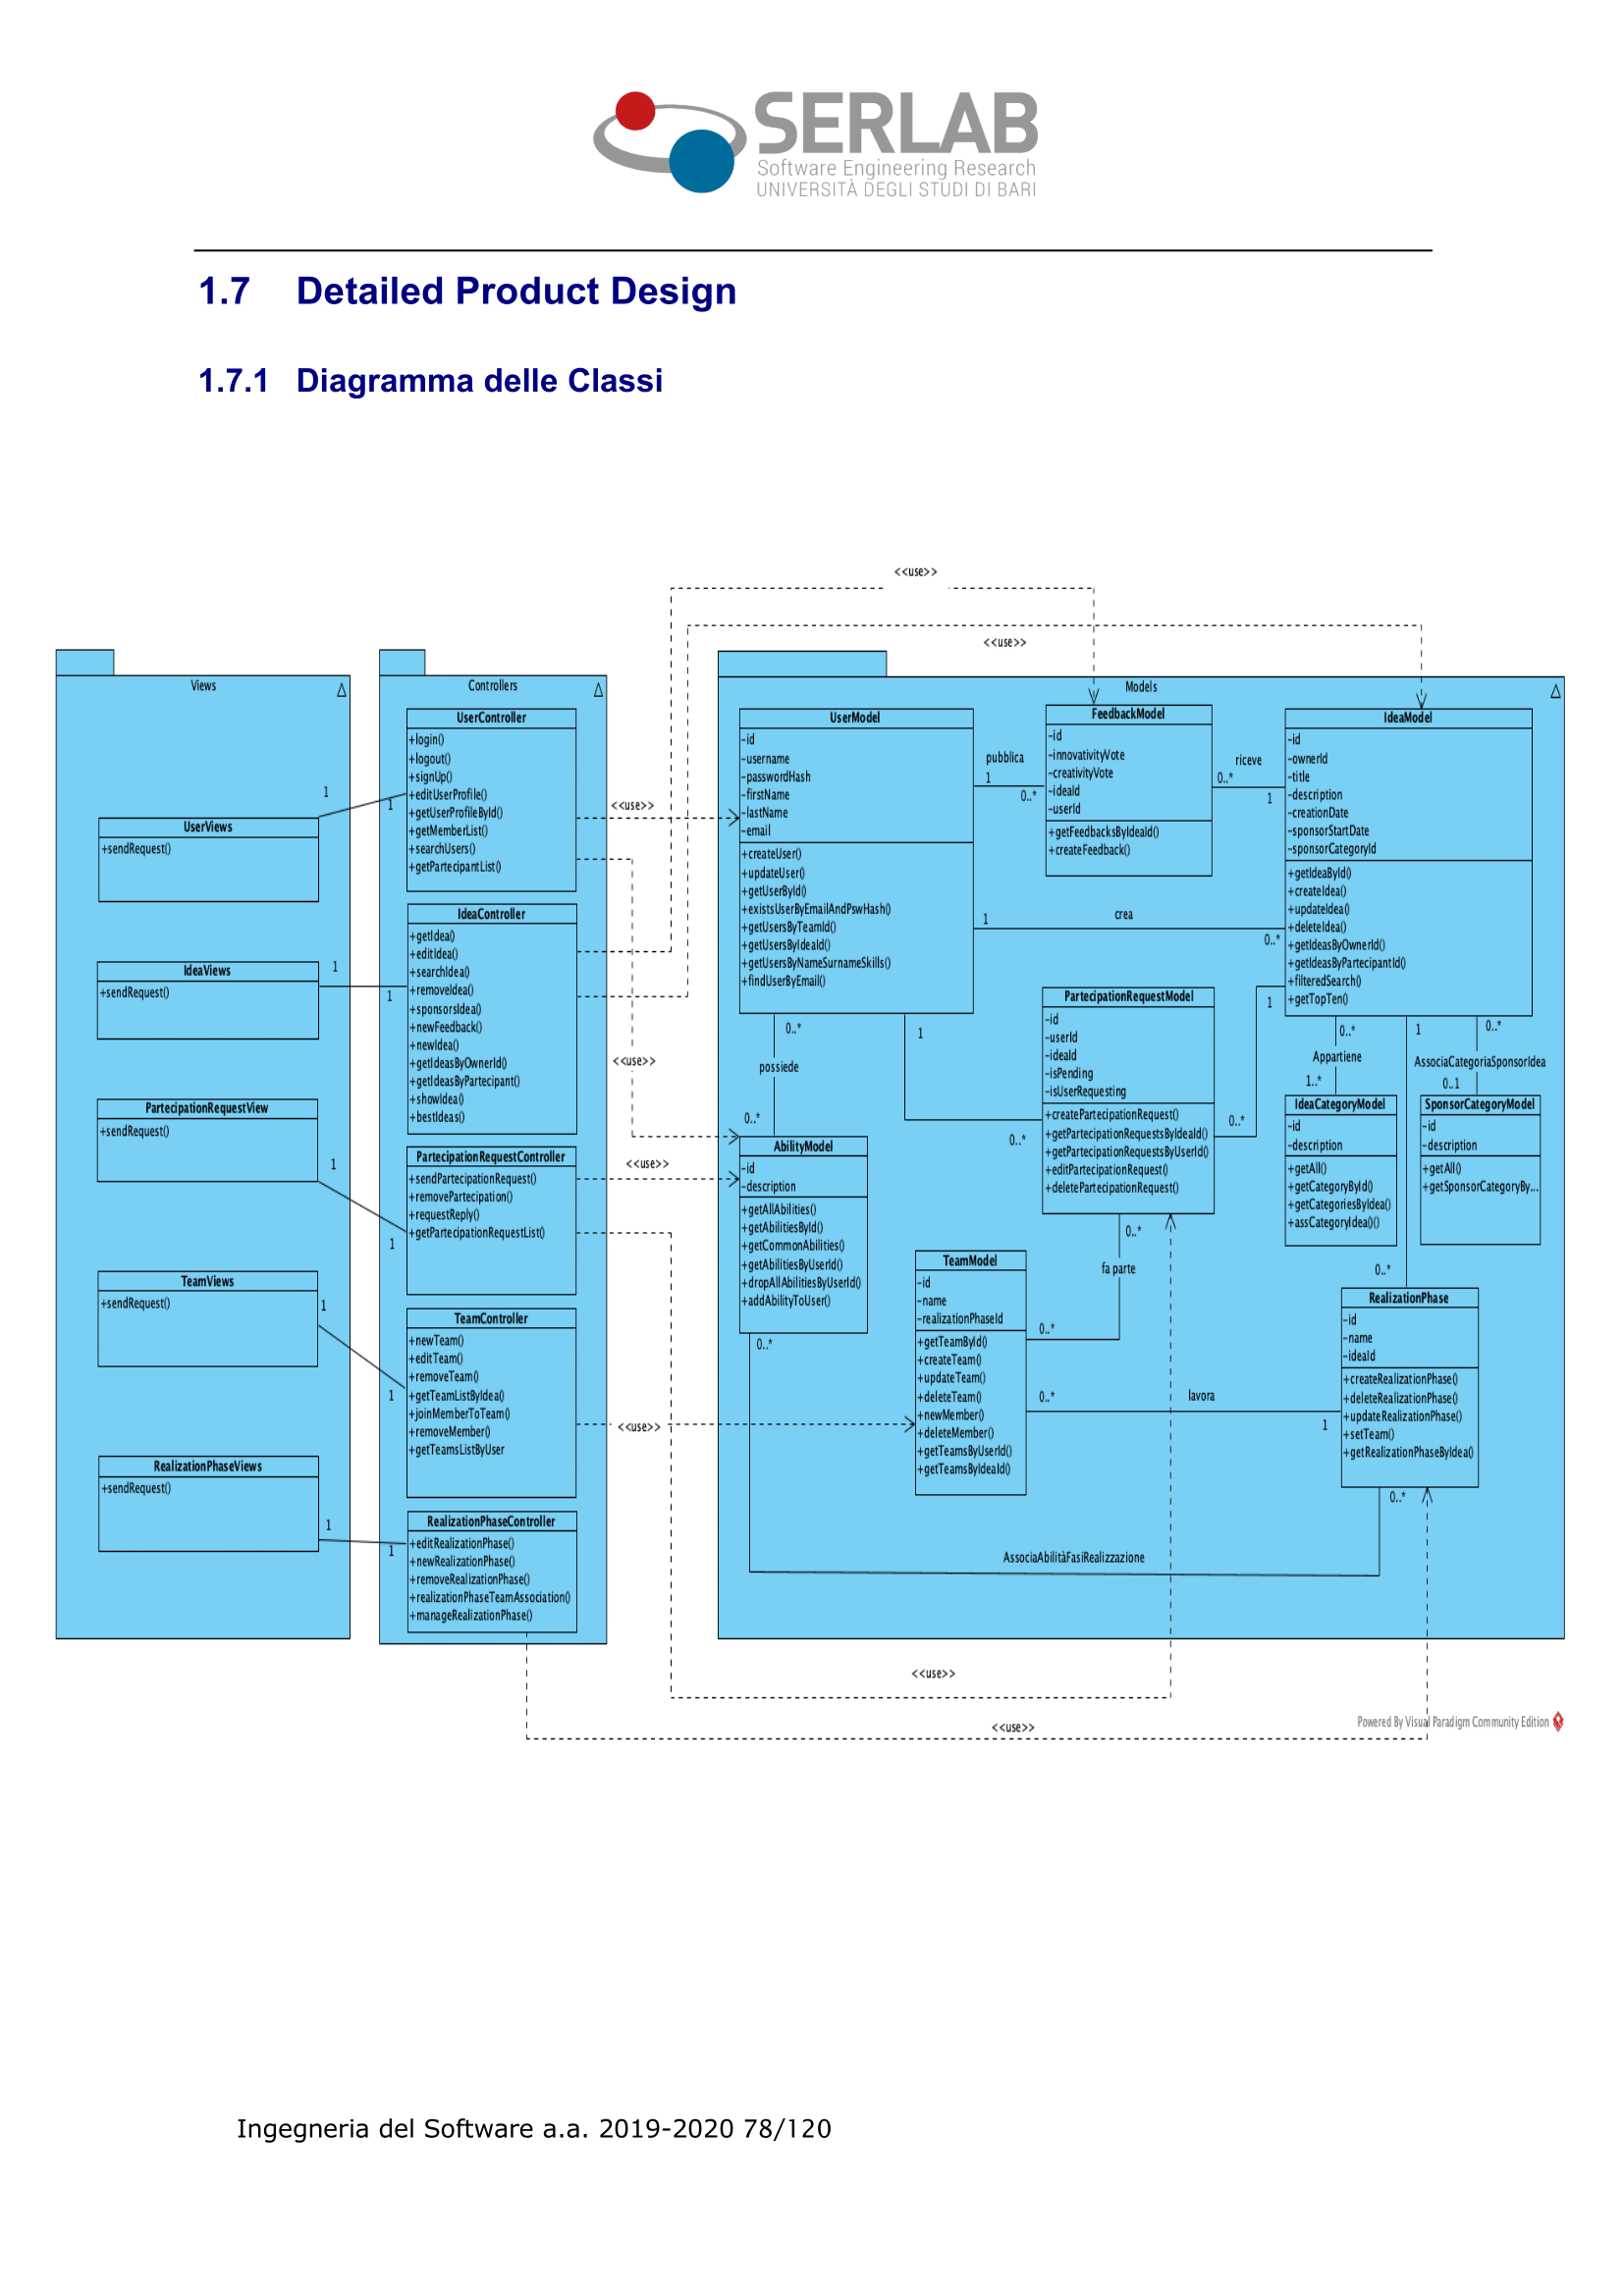 SERLAB
Software Engineering Research
UNIVERSITÀ DEGLI STUDI DI BARI
1.7 Detailed Product Design
1.7.1 Diagramma delle Classi
<<use>>
<<use>>
Views
UserViews
+sendRequest()
IdeaViews
+sendRequest()
PartecipationRequestView
+sendRequest()
TeamViews
+sendRequest()
RealizationPhaseViews
+sendRequest()
1
1
1
1
1
1
1
1
1
1
Controllers
UserController
+login()
+logout()
+signUp()
+editUserProfile()
+getUserProfileById()
+getMemberList()
+searchUsers()
+getPartecipantList()
IdeaController
+getIdea()
+editIdea()
+searchIdea()
+removeIdea()
+sponsorsIdea()
+newFeedback()
+newIdea()
+getIdeasByOwnerId()
+getIdeasByPartecipant()
+showIdea()
+bestIdeas()
PartecipationRequestController
+sendPartecipationRequest()
+removePartecipation()
+requestReply()
+getPartecipationRequestList()
TeamController
+newTeam()
+editTeam()
+removeTeam()
+getTeamListByIdea()
+joinMemberToTeam()
+removeMember()
+getTeamsListByUser
RealizationPhaseController
+editRealizationPhase()
+newRealizationPhase()
+removeRealizationPhase()
+realizationPhaseTeamAssociation()
+manageRealizationPhase()
<<use>>
<<use>>
<<use>>
<<use>>
Models
UserModel
-id
-username
-passwordHash
-firstName
-lastName
-email
+createUser()
+updateUser()
+getUserById()
+existsUserByEmailAndPswHash()
+getUsersByTeamId()
+getUsersByIdeaId()
+getUsersByNameSurnameSkills()
+findUserByEmail()
pubblica
1
0..*
FeedbackModel
-id
-innovativityVote
-creativityVote
-ideaId
-userId
+getFeedbacksByIdeaId()
+createFeedback()
riceve
0..*
1
IdeaModel
-id
-ownerId
-title
-description
-creationDate
-sponsorStartDate
-sponsorCategoryId
+getIdeaById()
+createIdea()
+updateIdea()
+deleteIdea()
+getIdeasByOwnerId()
+getIdeasByPartecipantId()
+filteredSearch()
+getTopTen()
1
crea
0..*
PartecipationRequestModel
-id
-userId
-ideaId
-isPending
-isUserRequesting
+createPartecipationRequest()
+getPartecipationRequestsByIdeaId()
+getPartecipationRequestsByUserId()
+editPartecipationRequest()
+deletePartecipationRequest()
1
0..*
1
0..*
0..*
possiede
0..*
AbilityModel
-id
-description
+getAllAbilities()
+getAbilitiesById()
+getCommonAbilities()
+getAbilitiesByUserId()
+dropAllAbilitiesByUserId()
+addAbilityToUser()
0..*
0..*
Appartiene
1..*
IdeaCategoryModel
-id
-description
+getAll()
+getCategoryById()
+getCategoriesByIdea()
+assCategoryIdea()()
1
0..*
0..*
AssociaCategoriaSponsorIdea
0..1
SponsorCategoryModel
-id
-description
+getAll()
+getSponsorCategoryBy...
TeamModel
-id
-name
-realizationPhaseId
+getTeamById()
+createTeam()
+updateTeam()
+deleteTeam()
+newMember()
+deleteMember()
+getTeamsByUserId()
+getTeamsByIdeaId()
0..*
fa parte
0..*
0..*
lavora
1
RealizationPhase
-id
-name
-ideaId
+createRealizationPhase()
+deleteRealizationPhase()
+updateRealizationPhase()
+setTeam()
+getRealizationPhaseByIdea()
0..*
AssociaAbilitàFasiRealizzazione
<<use>>
<<use>>
Powered By Visual Paradigm Community Edition
Ingegneria del Software a.a. 2019-2020 78/120